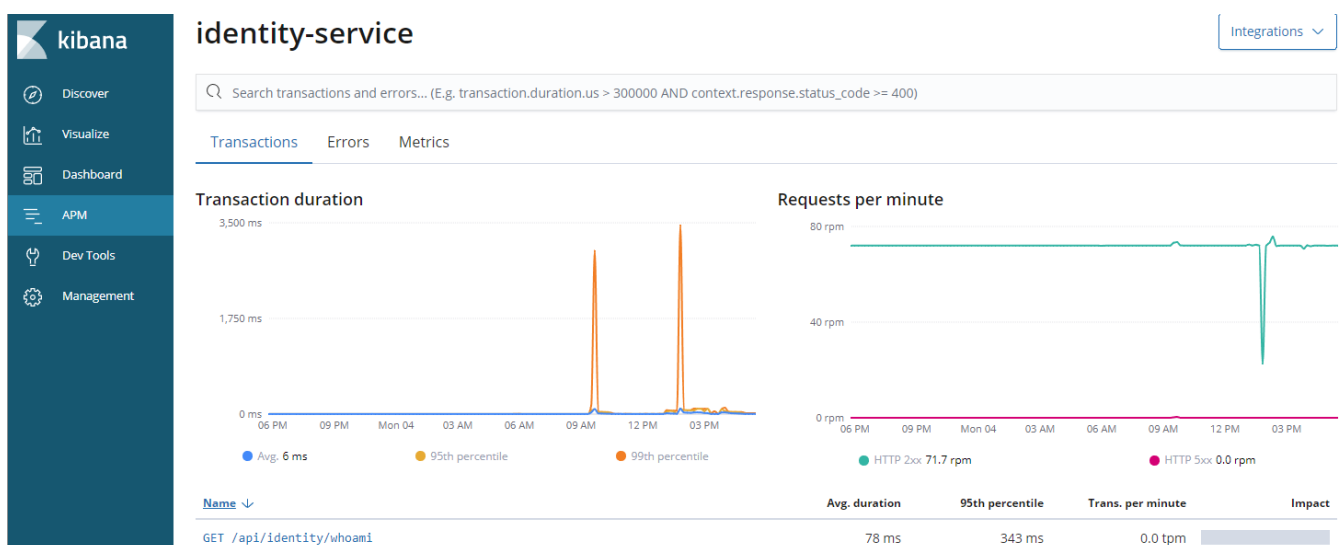 kibana
Discover
Visualize
Dashboard
APM
Dev Tools
Management
identity-service
Integrations
Search transactions and errors... (E.g. transaction.duration.us > 300000 AND context.response.status_code >= 400)
Transactions Errors Metrics
Transaction duration
3,500 ms
1,750 ms
0 ms
06 PM 09 PM Mon 04 03 AM 06 AM 09 AM 12 PM 03 PM
Avg. 6 ms 95th percentile 99th percentile
Requests per minute
80 rpm
40 rpm
0 rpm
06 PM 09 PM Mon 04 03 AM 06 AM 09 AM 12 PM 03 PM
HTTP 2xx 71.7 rpm HTTP 5xx 0.0 rpm
Name Avg. duration 95th percentile Trans. per minute Impact
GET /api/identity/whoami 78 ms 343 ms 0.0 tpm